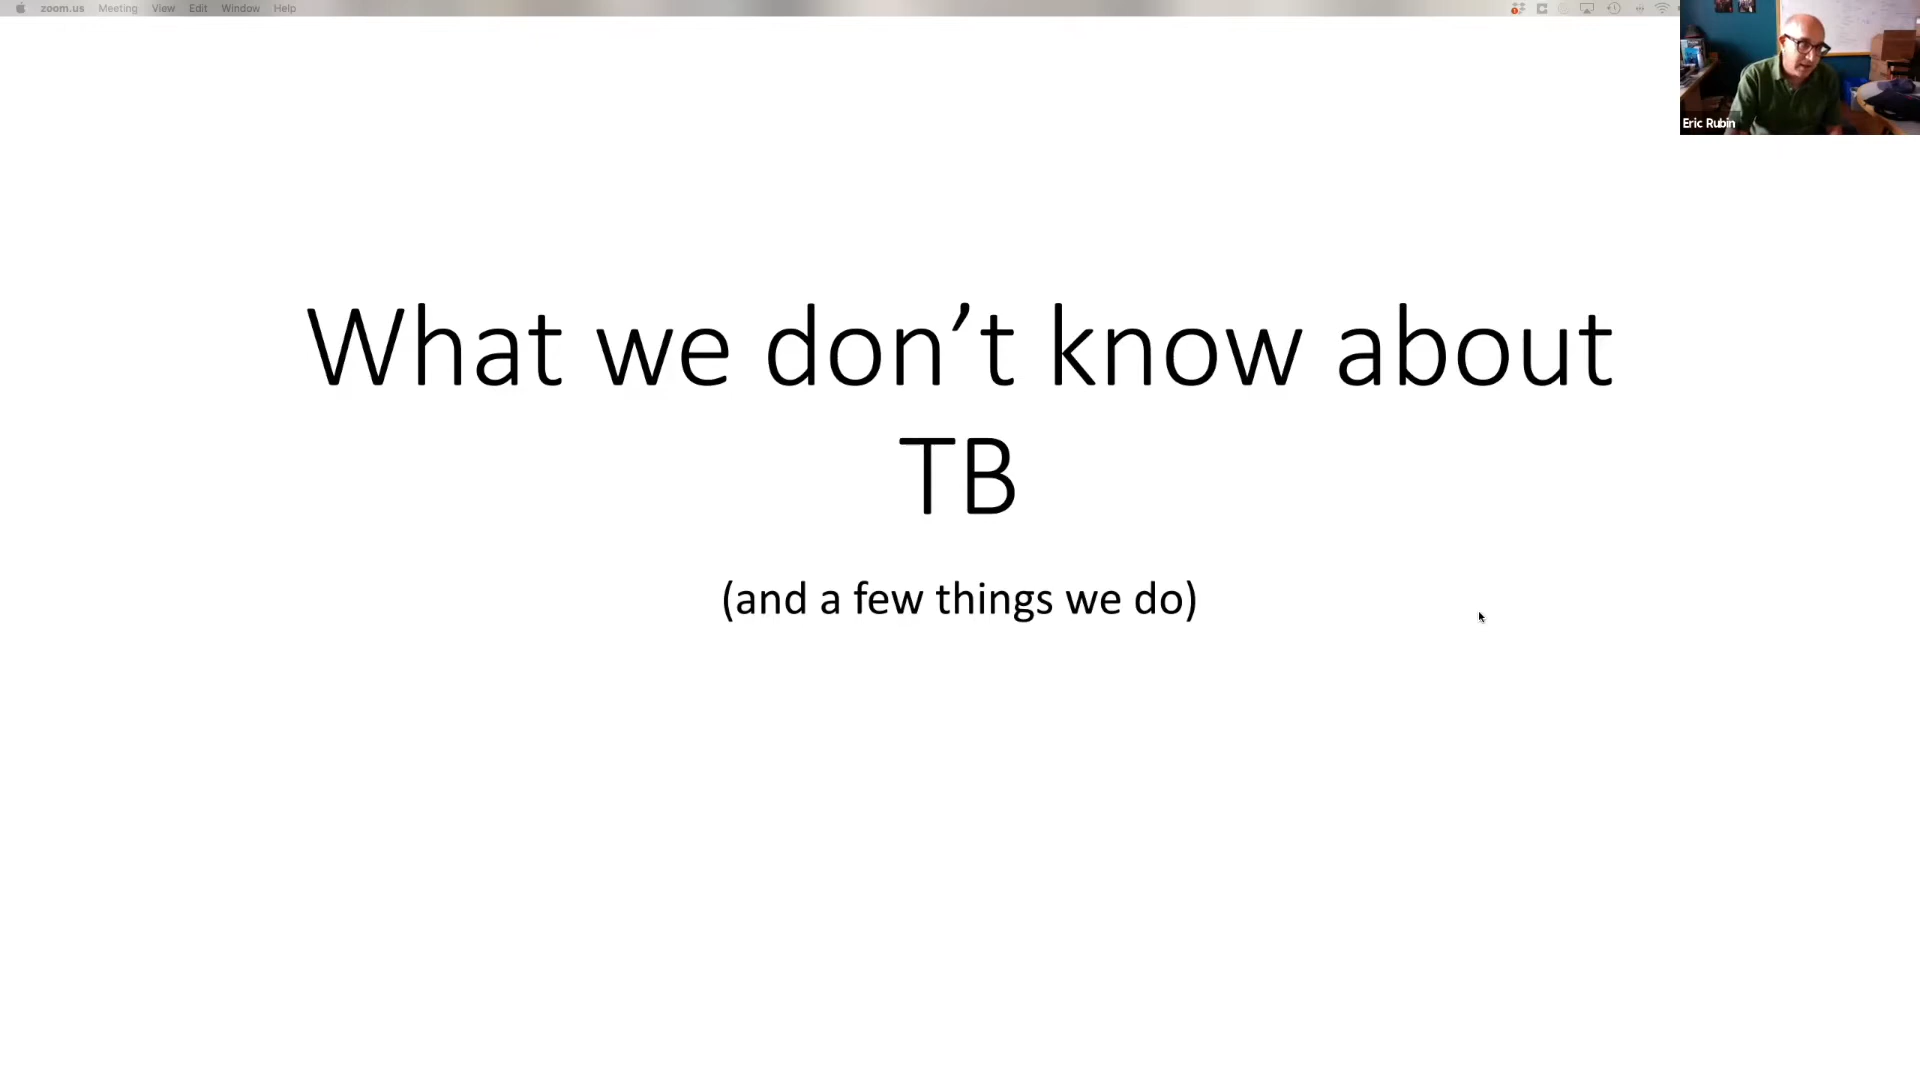 zoom.us Meeting View Edit Window Help
Eric Rubin
What we don’t know about
TB
(and a few things we do)